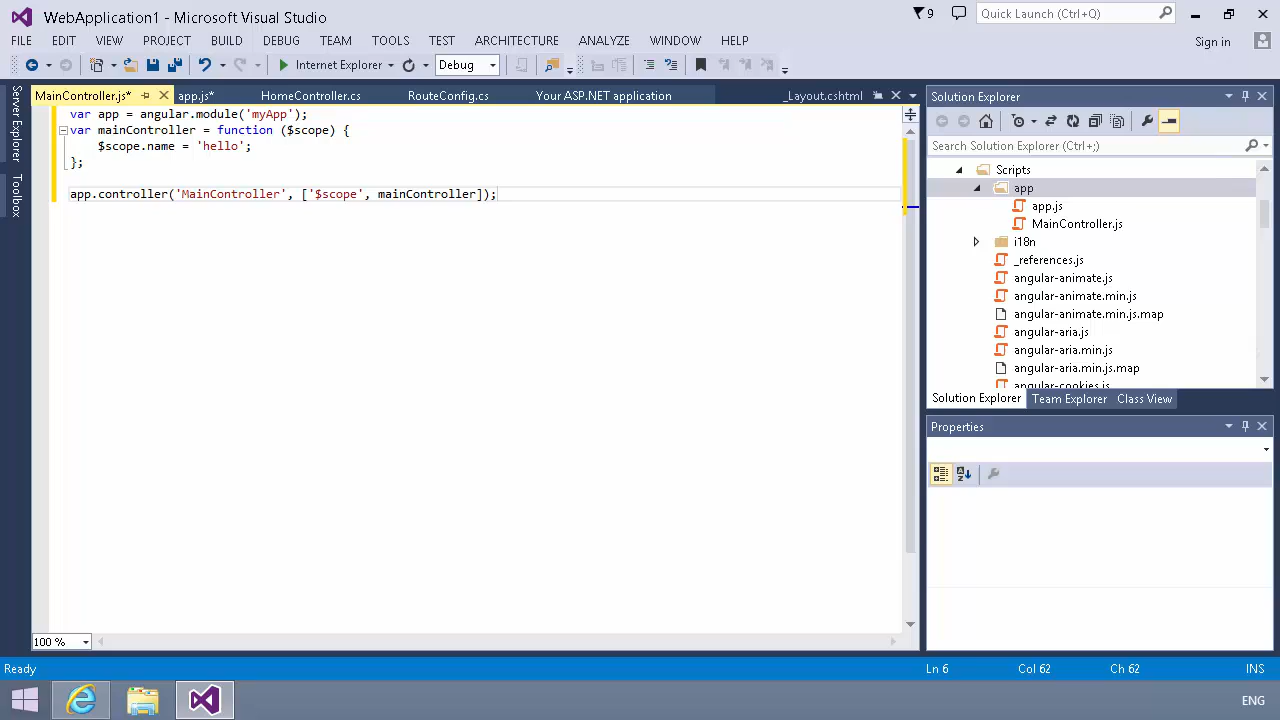 WebApplication1 - Microsoft Visual Studio
9
Quick Launch (Ctrl+Q)
FILE EDIT VIEW PROJECT BUILD DEBUG TEAM TOOLS TEST ARCHITECTURE ANALYZE WINDOW HELP
Sign in
Internet Explorer
Debug
Server Explorer
Toolbox
MainController.js*
app.js*
HomeController.cs
RouteConfig.cs
Your ASP.NET application
_Layout.cshtml
var app = angular.module('myApp');
var mainController = function ($scope) {
$scope.name = 'hello';
};
app.controller('MainController', ['$scope', mainController]);
100 %
Solution Explorer
Search Solution Explorer (Ctrl+;)
Scripts
app
app.js
MainController.js
i18n
_references.js
angular-animate.js
angular-animate.min.js
angular-animate.min.js.map
angular-aria.js
angular-aria.min.js
angular-aria.min.js.map
angular-cookies.js
Solution Explorer
Team Explorer
Class View
Properties
Ready
Ln 6
Col 62
Ch 62
INS
ENG